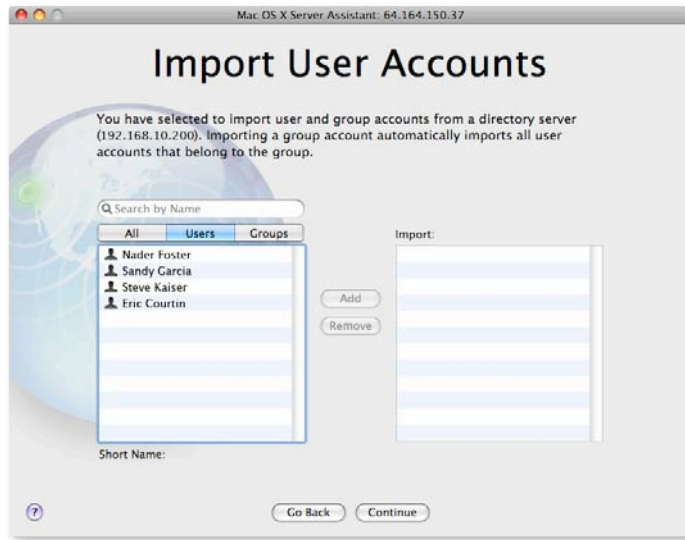 Mac OS X Server Assistant: 64.164.150.37
Import User Accounts
You have selected to import user and group accounts from a directory server
(192.168.10.200). Importing a group account automatically imports all user
accounts that belong to the group.
Search by Name
All Users Groups
Import:
Nader Foster
Sandy Garcia
Steve Kaiser
Eric Courtin
Add
Remove
Short Name:
? Go Back Continue